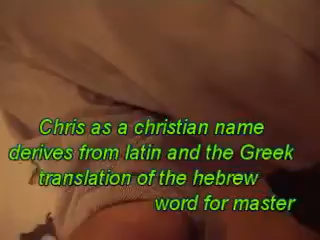 Chris as a christian name
derives from latin and the Greek
translation of the hebrew
word for master